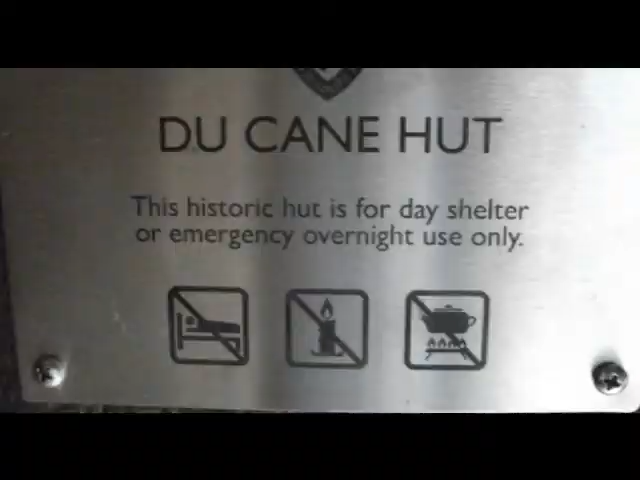 DU CANE HUT
This historic hut is for day shelter
or emergency overnight use only.